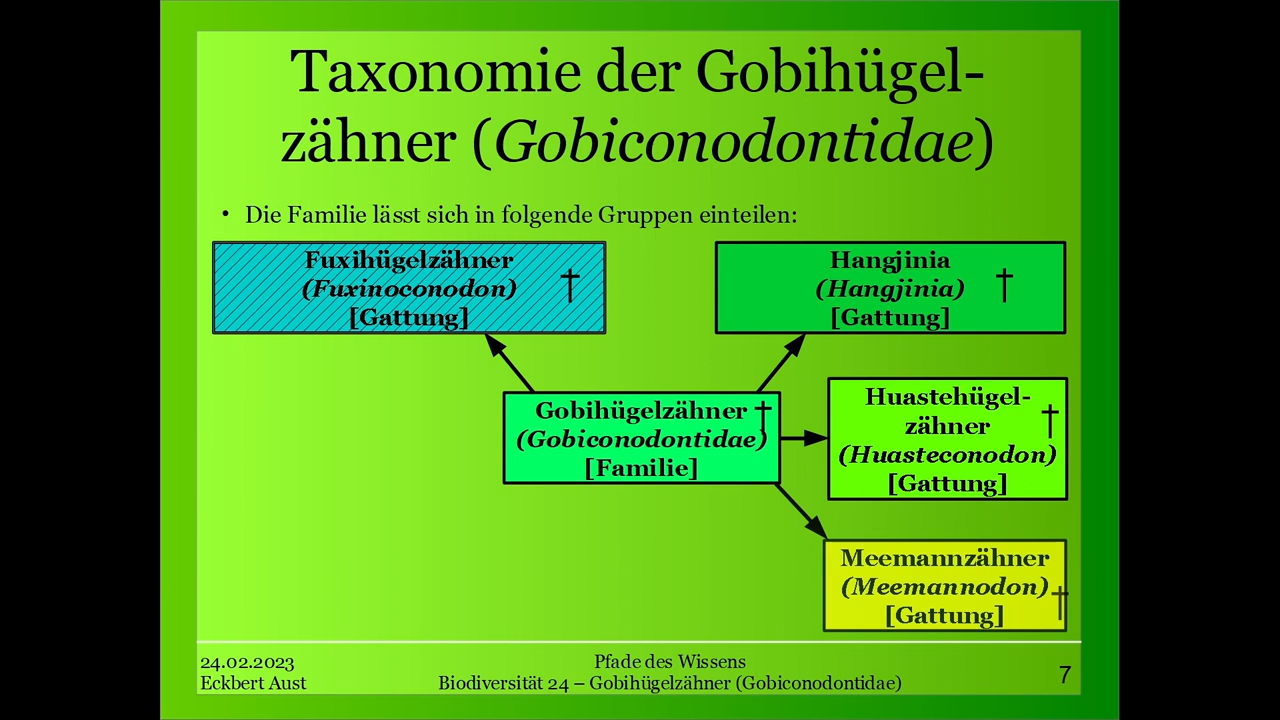 Taxonomie der Gobihügel-
zähner (Gobiconodontidae)
• Die Familie lässt sich in folgende Gruppen einteilen:
Fuxihügelzähner
(Fuxinoconodon) †
[Gattung]
Hangjinia
(Hangjinia) †
[Gattung]
Gobihügelzähner †
(Gobiconodontidae)
[Familie]
Huastehügel-
zähner †
(Huasteconodon)
[Gattung]
Meemannzähner
(Meemannodon) †
[Gattung]
24.02.2023
Eckbert Aust
Pfade des Wissens
Biodiversität 24 – Gobihügelzähner (Gobiconodontidae)
7